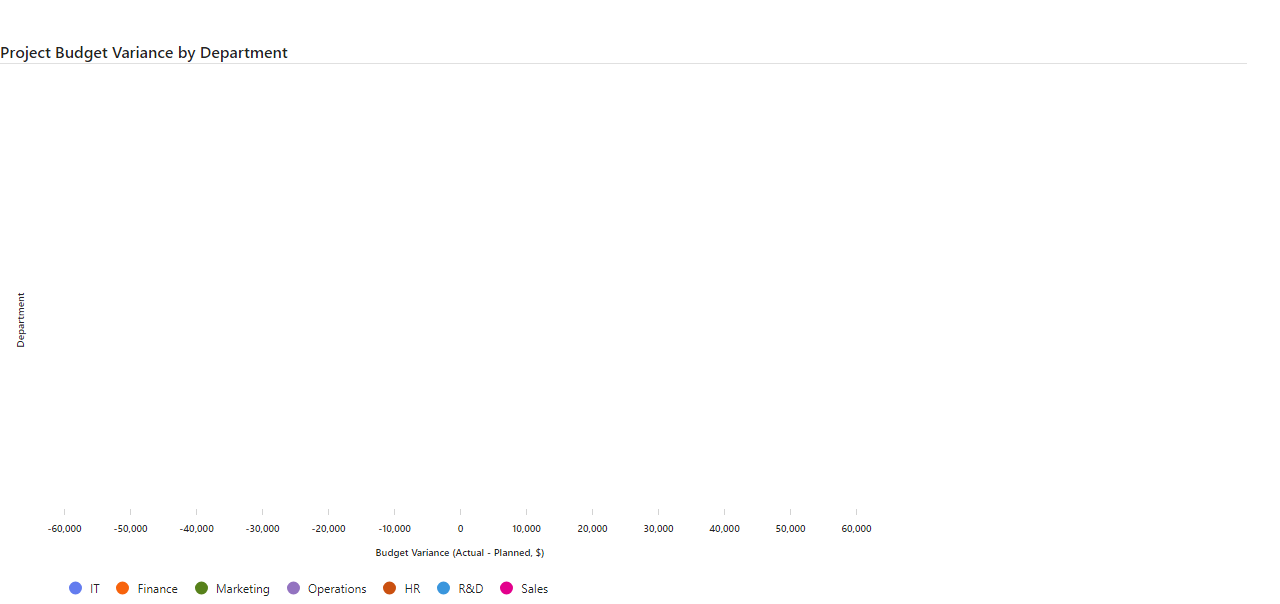 Project Budget Variance by Department
Department
-60,000 -50,000 -40,000 -30,000 -20,000 -10,000 0 10,000 20,000 30,000 40,000 50,000 60,000
Budget Variance (Actual - Planned, $)
IT Finance Marketing Operations HR R&D Sales